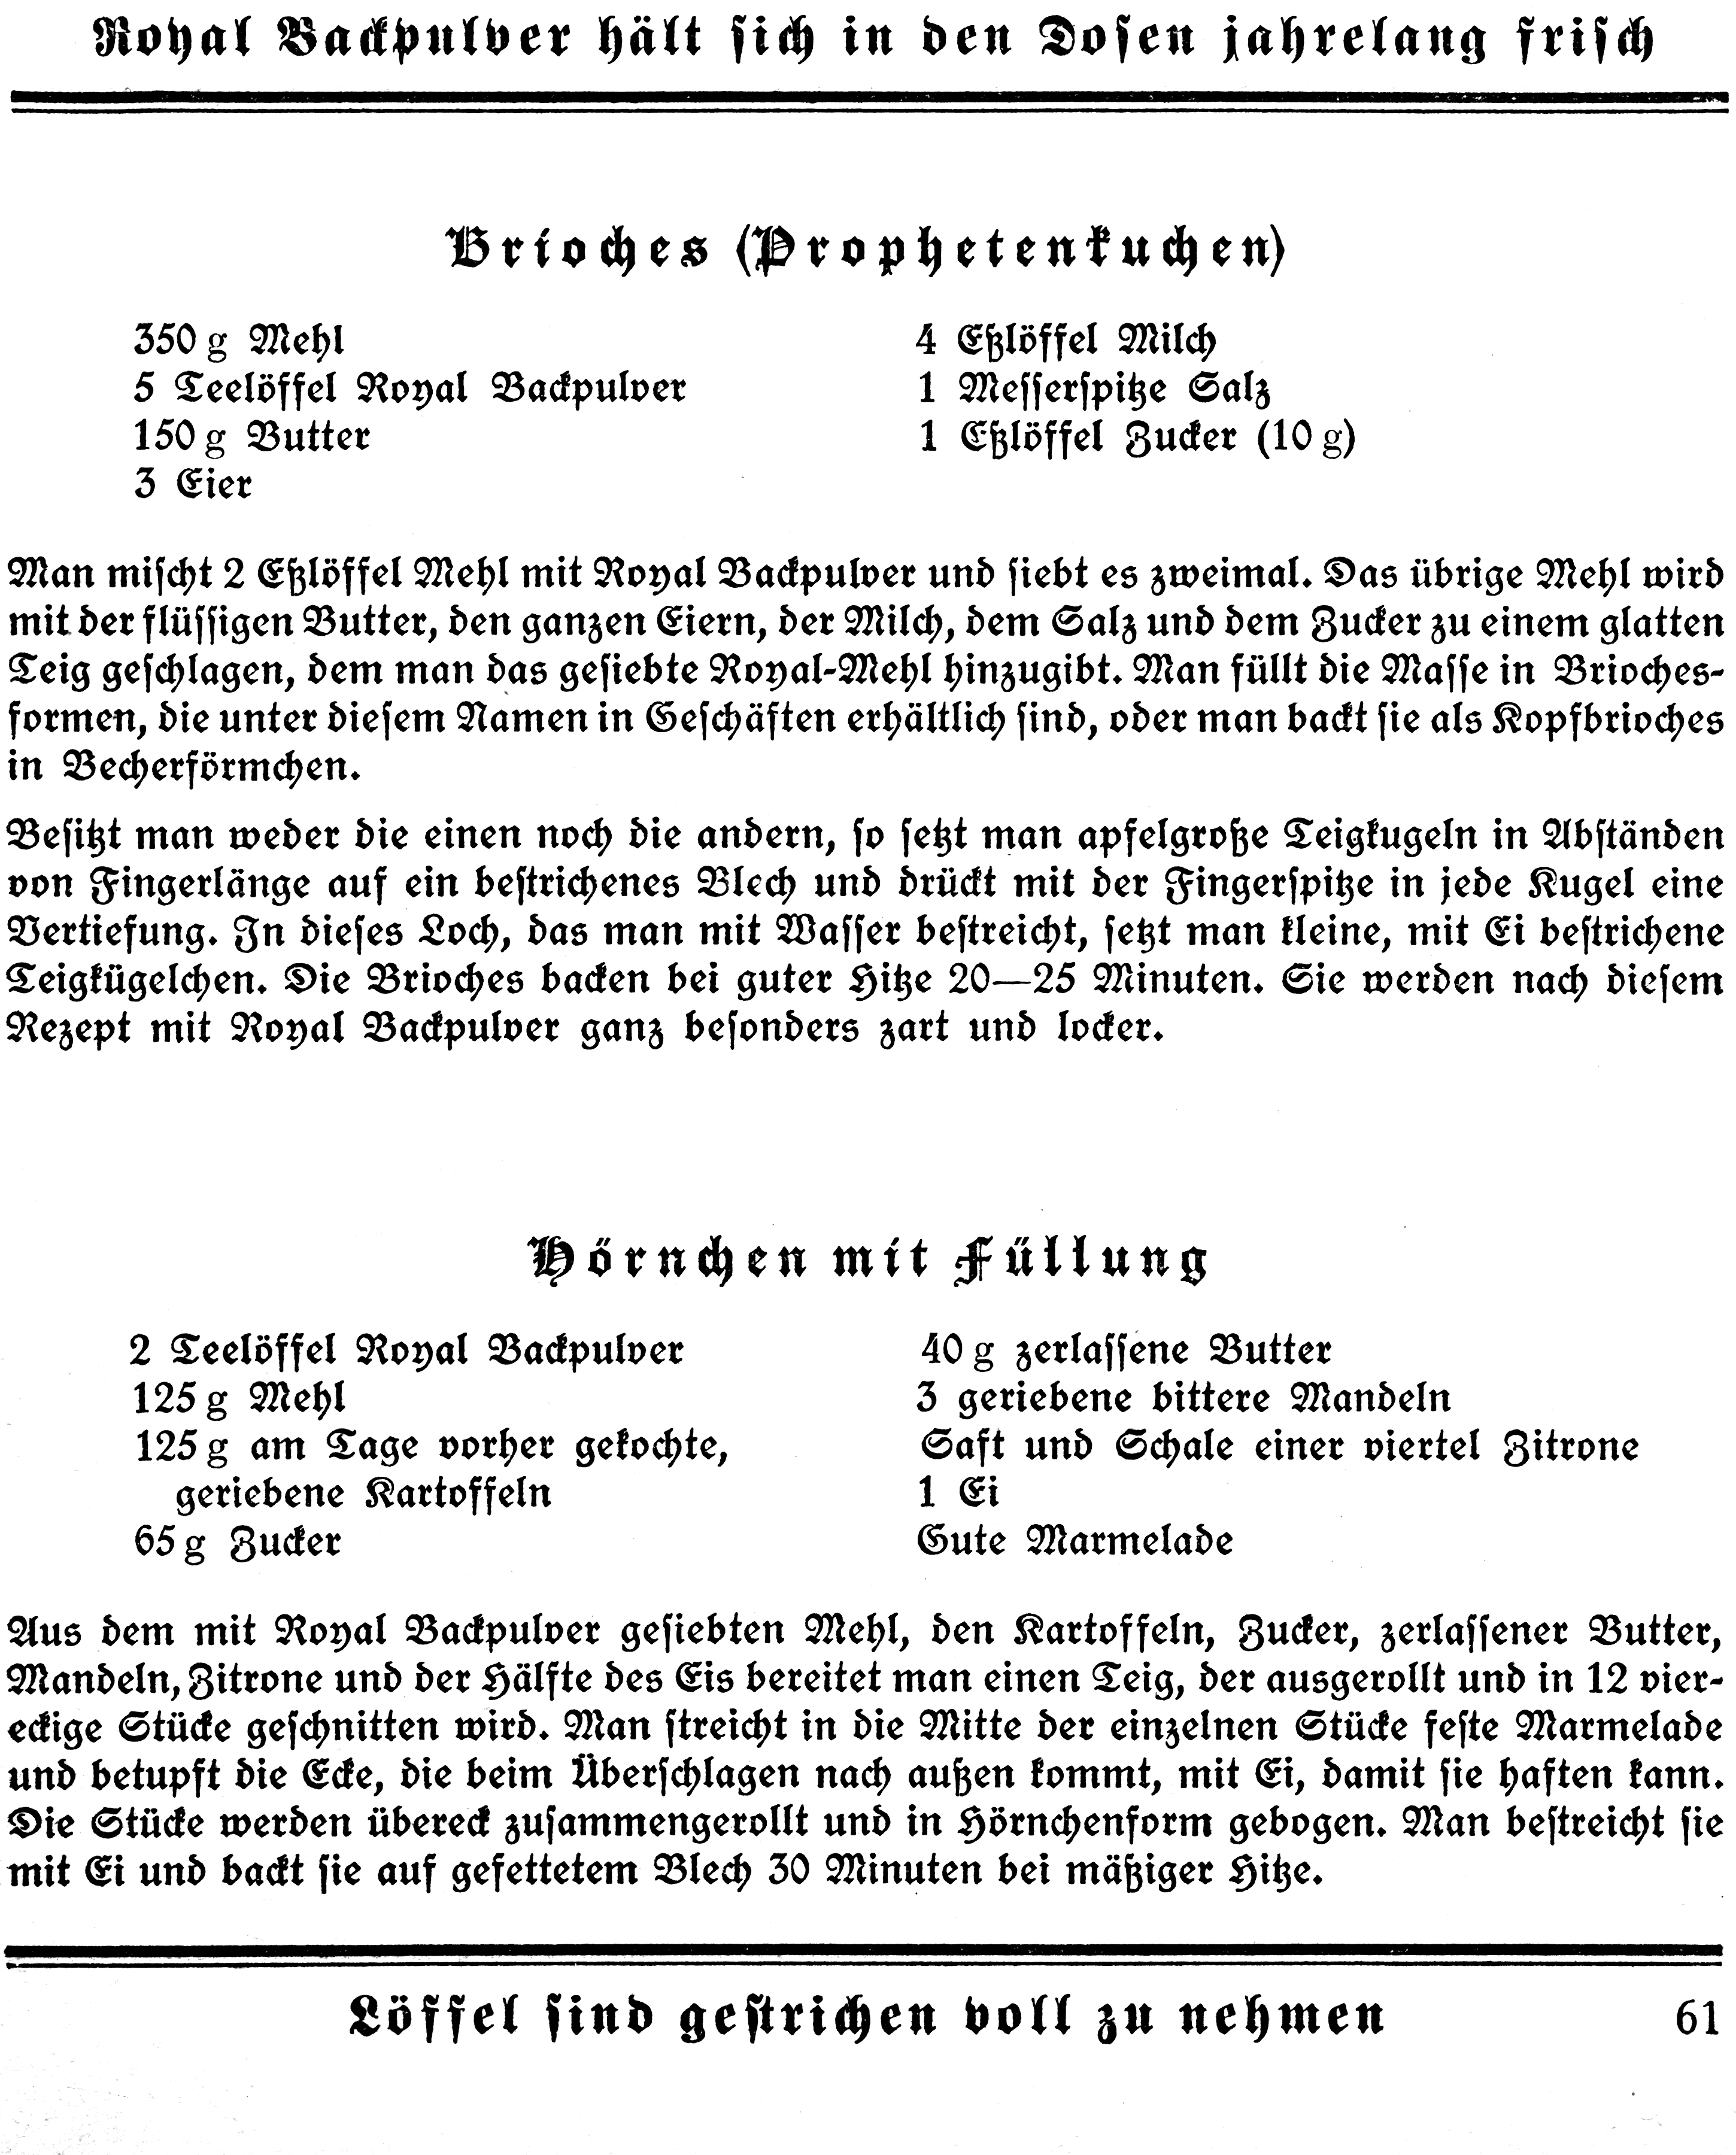 Royal Backpulver hält sich in den Dosen jahrelang frisch
Brioches (Prophetenkuchen)
350 g Mehl
5 Teelöffel Royal Backpulver
150 g Butter
3 Eier
4 Eßlöffel Milch
1 Messerspitze Salz
1 Eßlöffel Zucker (10 g)
Man mischt 2 Eßlöffel Mehl mit Royal Backpulver und siebt es zweimal. Das übrige Mehl wird
mit der flüssigen Butter, den ganzen Eiern, der Milch, dem Salz und dem Zucker zu einem glatten
Teig geschlagen, dem man das gesiebte Royal-Mehl hinzugibt. Man füllt die Masse in Brioches-
formen, die unter diesem Namen in Geschäften erhältlich sind, oder man backt sie als Kopfbrioches
in Becherförmchen.
Besitzt man weder die einen noch die andern, so setzt man apfelgroße Teigkugeln in Abständen
von Fingerlänge auf ein bestrichenes Blech und drückt mit der Fingerspitze in jede Kugel eine
Vertiefung. In dieses Loch, das man mit Wasser bestreicht, setzt man kleine, mit Ei bestrichene
Teigkügelchen. Die Brioches backen bei guter Hitze 20—25 Minuten. Sie werden nach diesem
Rezept mit Royal Backpulver ganz besonders zart und locker.
Hörnchen mit Füllung
2 Teelöffel Royal Backpulver
125 g Mehl
125 g am Tage vorher gekochte,
geriebene Kartoffeln
65 g Zucker
40 g zerlassene Butter
3 geriebene bittere Mandeln
Saft und Schale einer viertel Zitrone
1 Ei
Gute Marmelade
Aus dem mit Royal Backpulver gesiebten Mehl, den Kartoffeln, Zucker, zerlassener Butter,
Mandeln, Zitrone und der Hälfte des Eis bereitet man einen Teig, der ausgerollt und in 12 vier-
eckige Stücke geschnitten wird. Man streicht in die Mitte der einzelnen Stücke feste Marmelade
und betupft die Ecke, die beim Überschlagen nach außen kommt, mit Ei, damit sie haften kann.
Die Stücke werden übereck zusammengerollt und in Hörnchenform gebogen. Man bestreicht sie
mit Ei und backt sie auf gefettetem Blech 30 Minuten bei mäßiger Hitze.
Löffel sind gestrichen voll zu nehmen
61